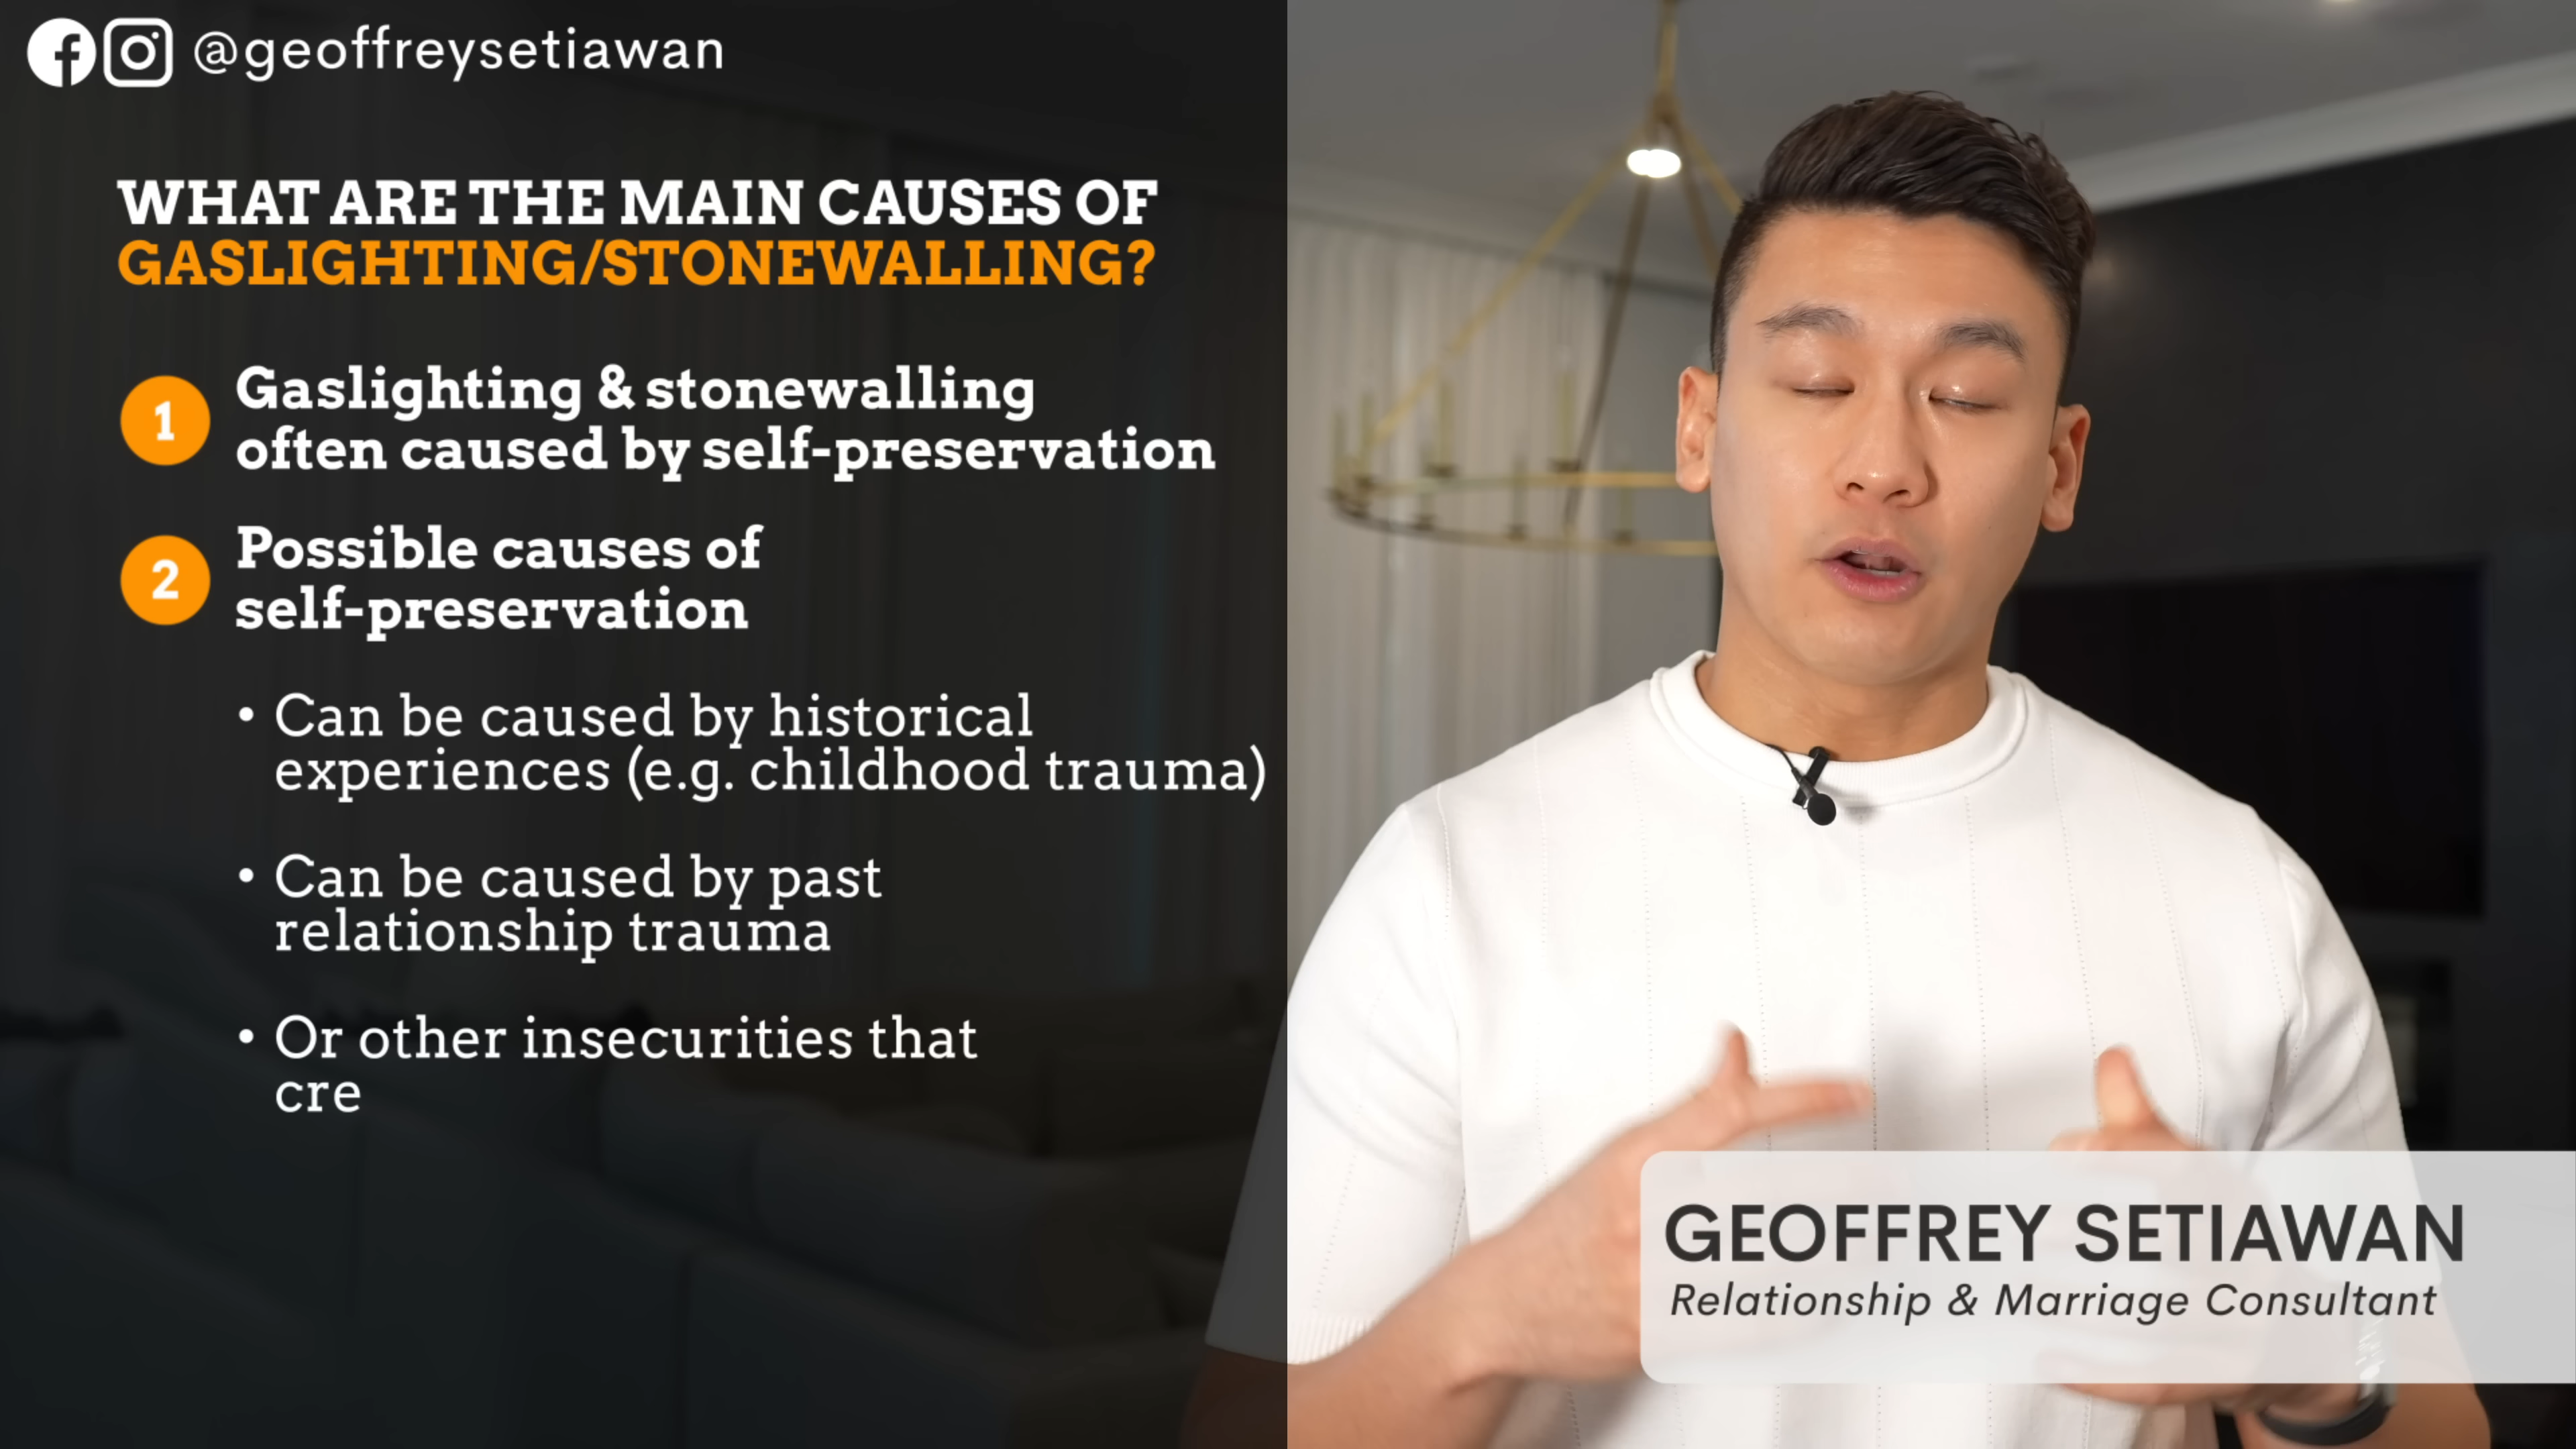 @geoffreysetiawan
WHAT ARE THE MAIN CAUSES OF
GASLIGHTING/STONEWALLING?
1
Gaslighting & stonewalling
often caused by self-preservation
2
Possible causes of
self-preservation
• Can be caused by historical
experiences (e.g. childhood trauma)
• Can be caused by past
relationship trauma
• Or other insecurities that
cre
GEOFFREY SETIAWAN
Relationship & Marriage Consultant